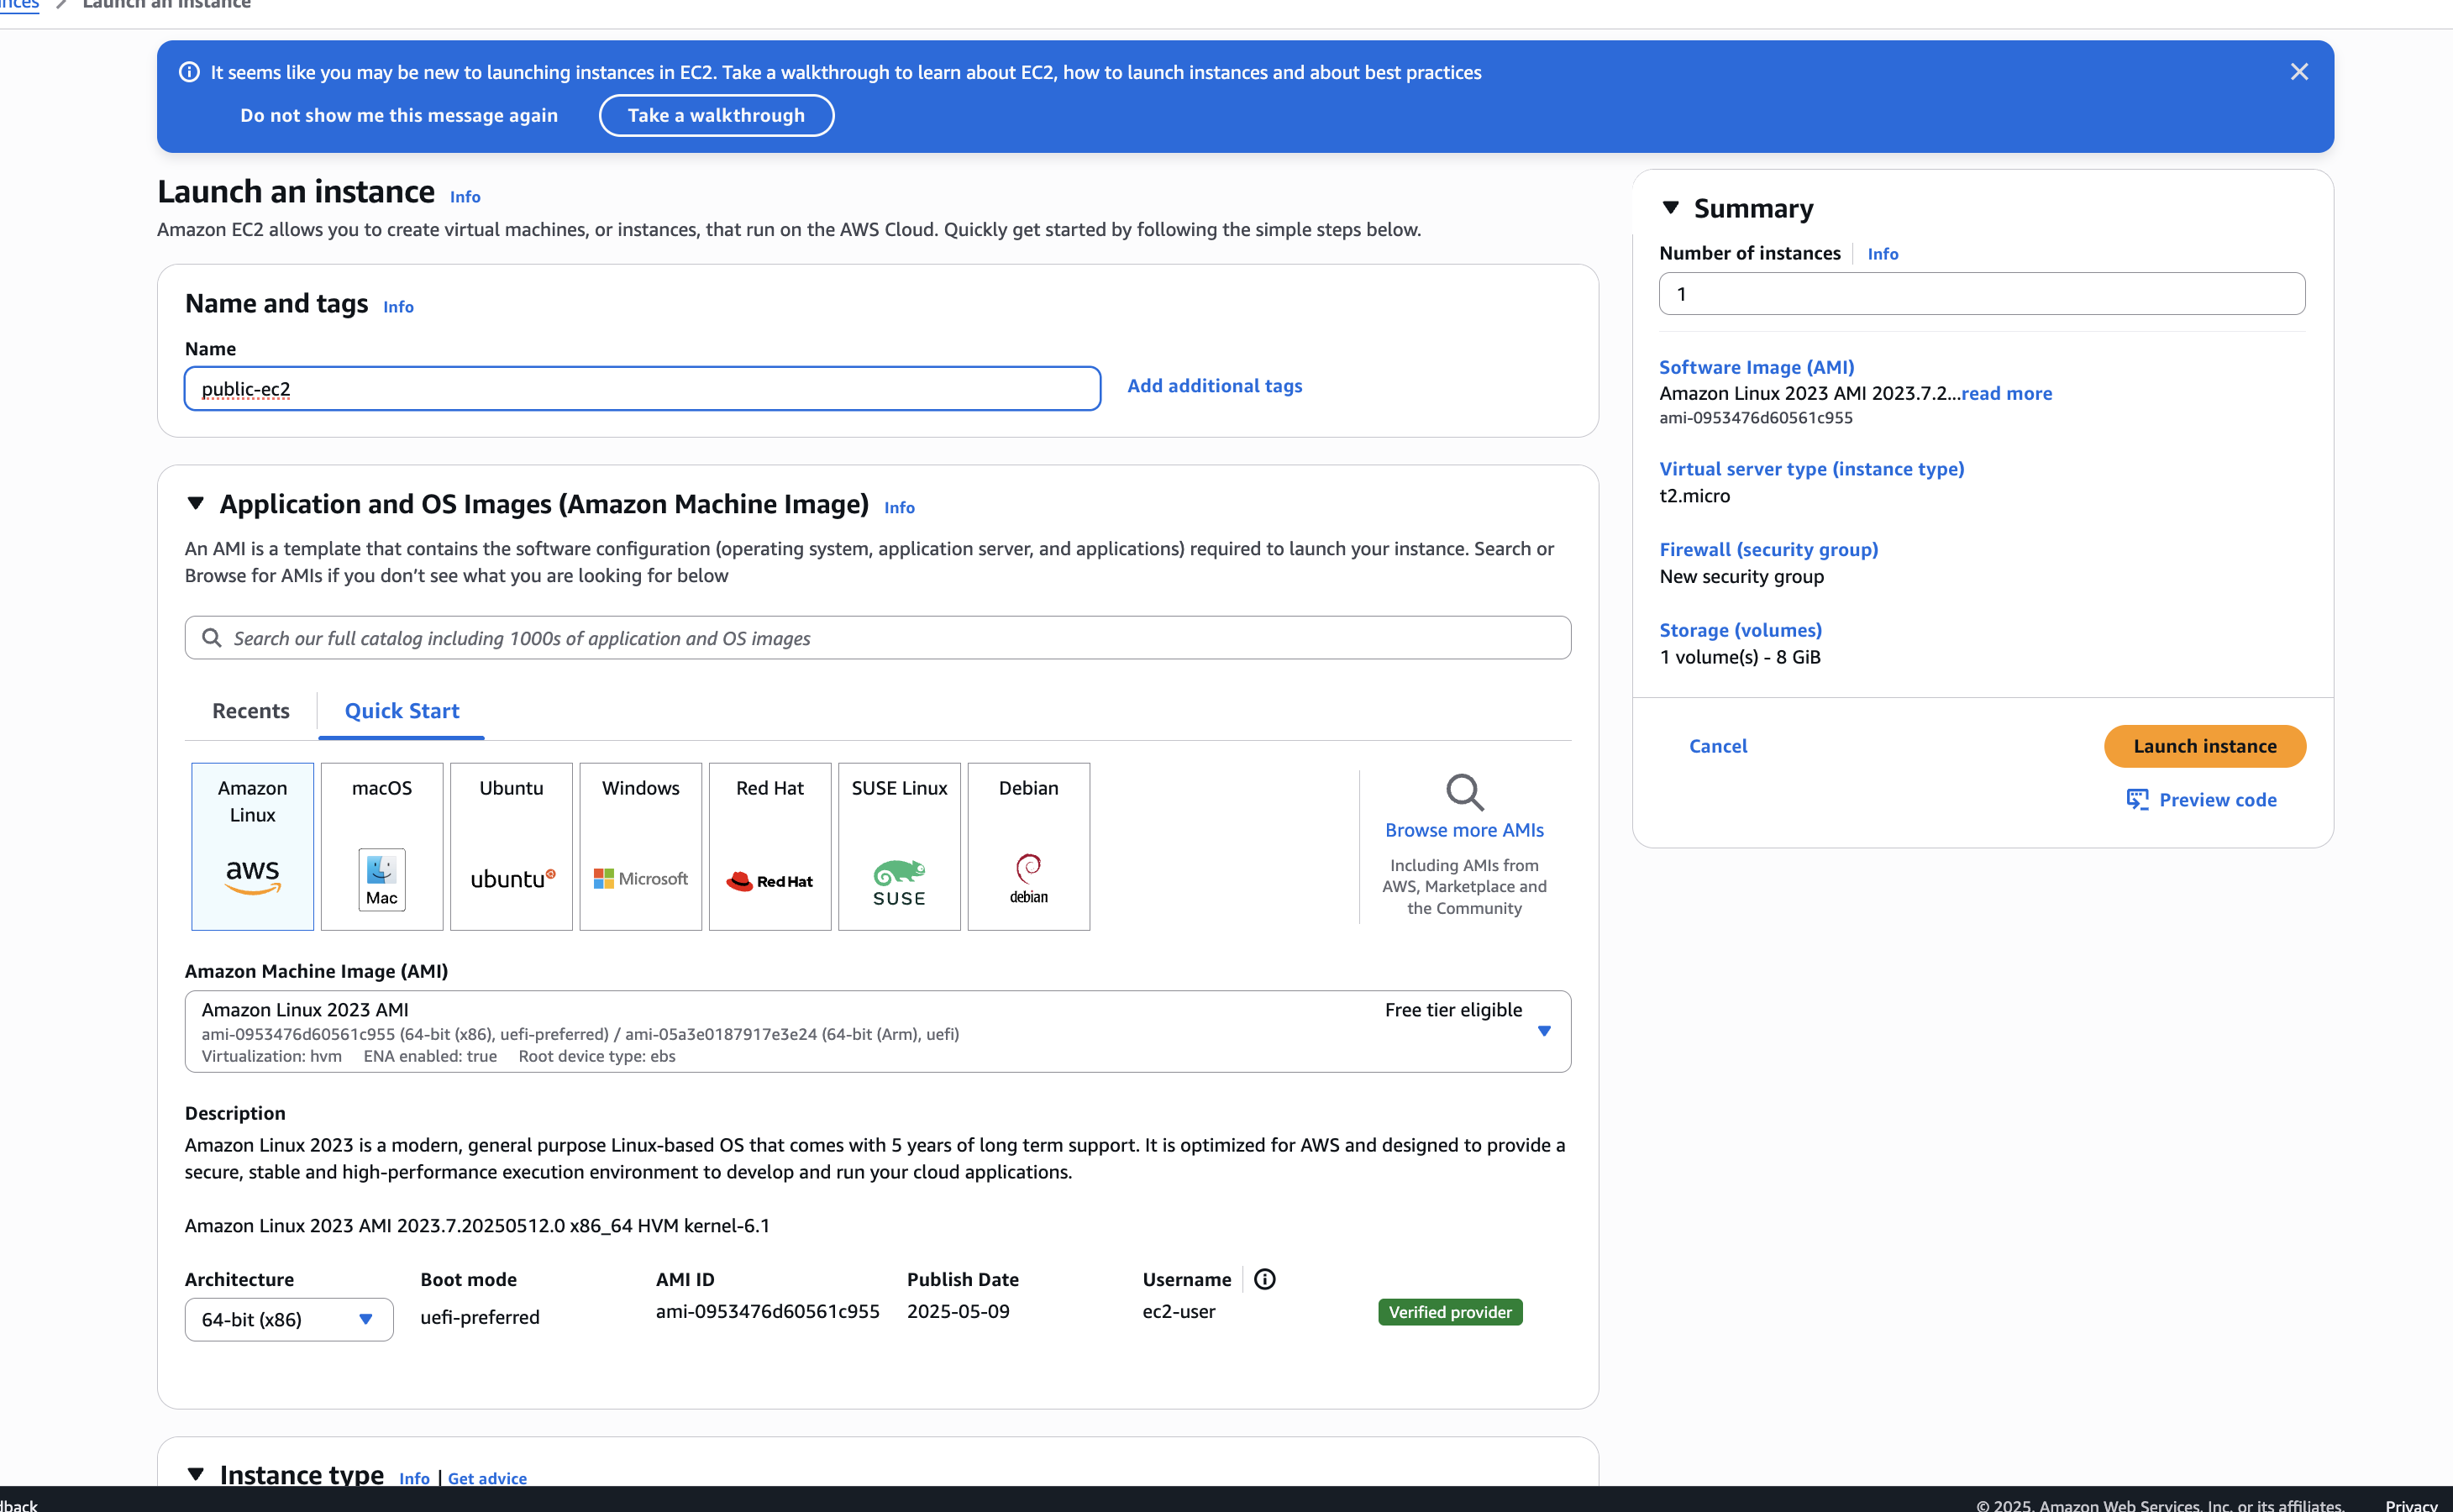 Launch an instance
It seems like you may be new to launching instances in EC2. Take a walkthrough to learn about EC2, how to launch instances and about best practices
Do not show me this message again
Take a walkthrough
Launch an instance Info
Amazon EC2 allows you to create virtual machines, or instances, that run on the AWS Cloud. Quickly get started by following the simple steps below.
Name and tags Info
Name
public-ec2
Add additional tags
Application and OS Images (Amazon Machine Image) Info
An AMI is a template that contains the software configuration (operating system, application server, and applications) required to launch your instance. Search or
Browse for AMIs if you don’t see what you are looking for below
Search our full catalog including 1000s of application and OS images
Recents
Quick Start
Amazon
Linux
aws
macOS
Mac
Ubuntu
ubuntu
Windows
Microsoft
Red Hat
Red Hat
SUSE Linux
SUSE
Debian
debian
Browse more AMIs
Including AMIs from
AWS, Marketplace and
the Community
Amazon Machine Image (AMI)
Amazon Linux 2023 AMI
Free tier eligible
ami-0953476d60561c955 (64-bit (x86), uefi-preferred) / ami-05a3e0187917e3e24 (64-bit (Arm), uefi)
Virtualization: hvm ENA enabled: true Root device type: ebs
Description
Amazon Linux 2023 is a modern, general purpose Linux-based OS that comes with 5 years of long term support. It is optimized for AWS and designed to provide a
secure, stable and high-performance execution environment to develop and run your cloud applications.
Amazon Linux 2023 AMI 2023.7.20250512.0 x86_64 HVM kernel-6.1
Architecture
64-bit (x86)
Boot mode
uefi-preferred
AMI ID
ami-0953476d60561c955
Publish Date
2025-05-09
Username
ec2-user
Verified provider
Instance type Info | Get advice
Summary
Number of instances Info
1
Software Image (AMI)
Amazon Linux 2023 AMI 2023.7.2...read more
ami-0953476d60561c955
Virtual server type (instance type)
t2.micro
Firewall (security group)
New security group
Storage (volumes)
1 volume(s) - 8 GiB
Cancel
Launch instance
Preview code
© 2025, Amazon Web Services, Inc. or its affiliates.
Privacy